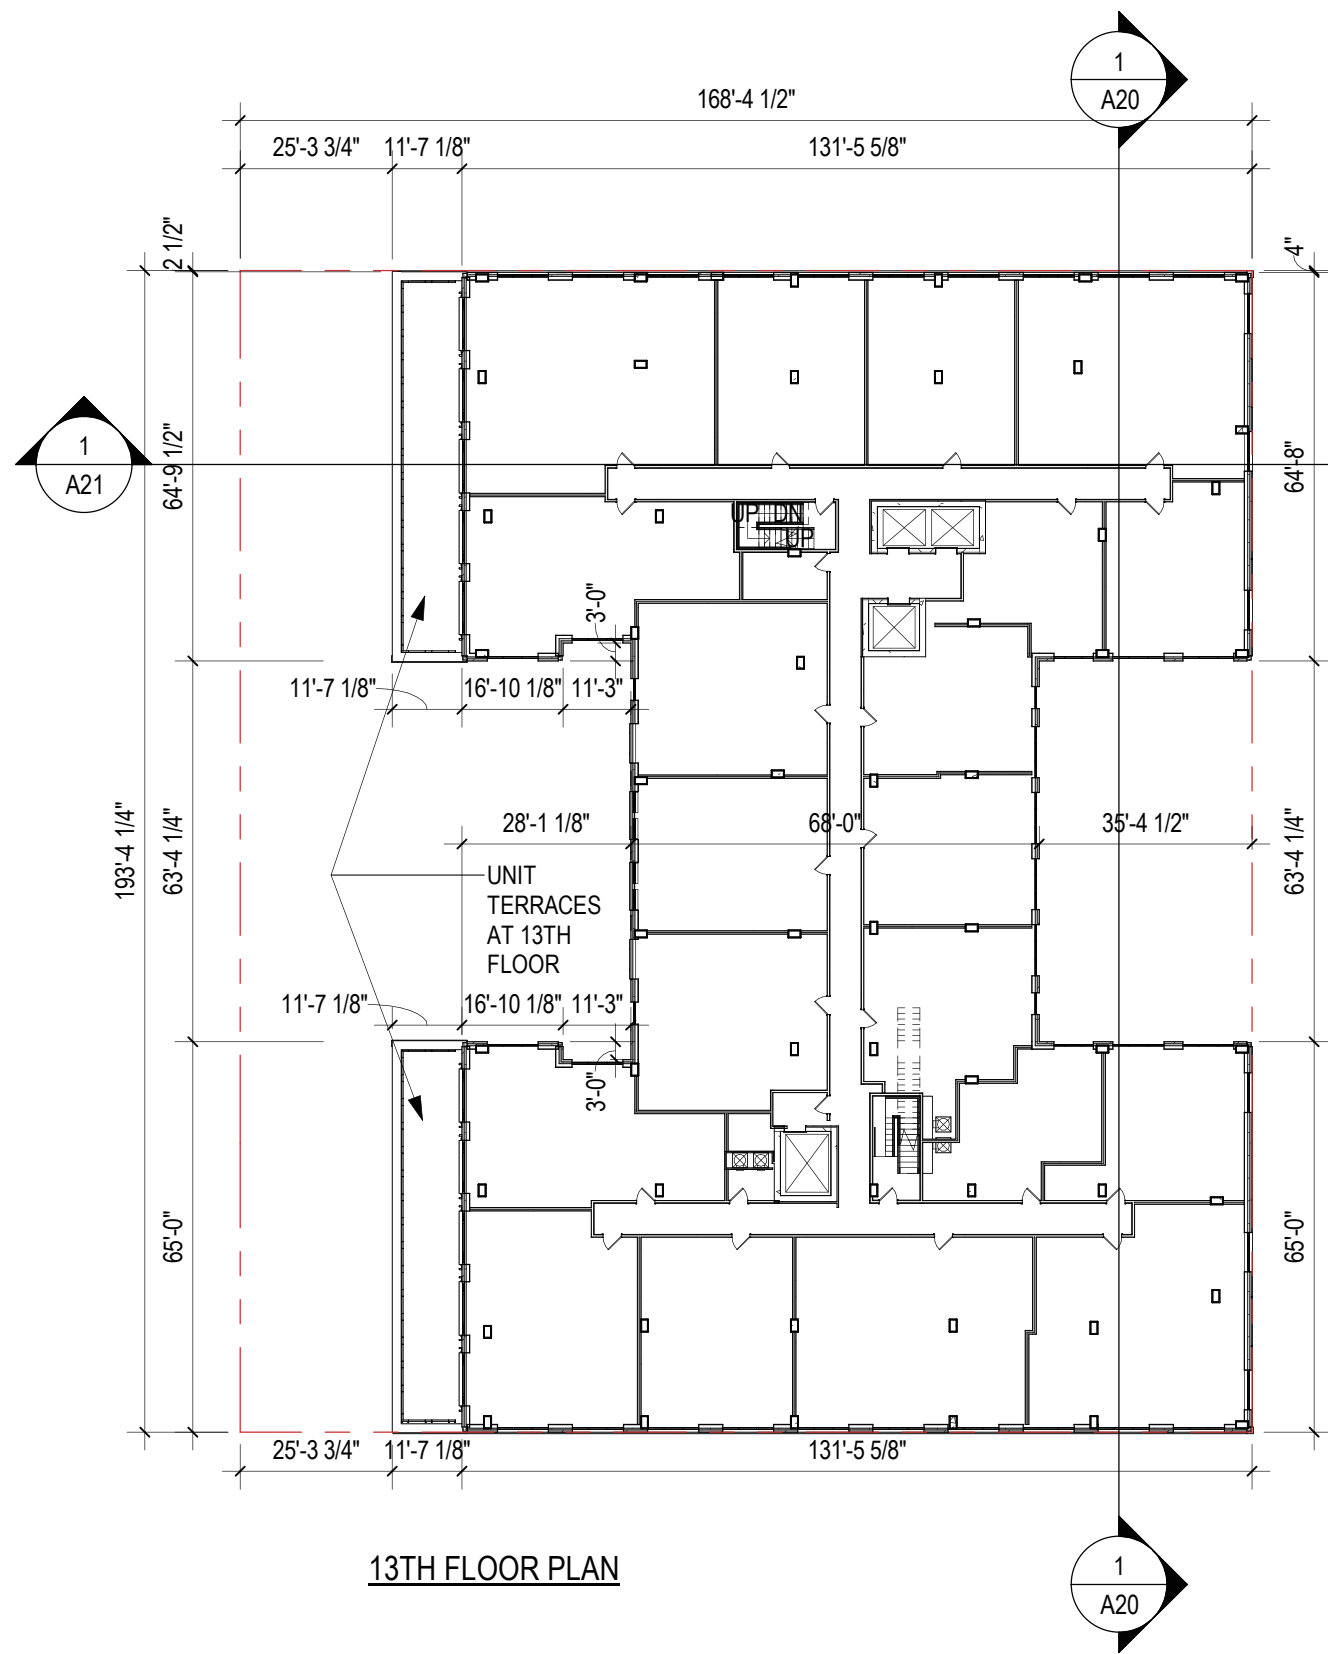 1
A20
168'-4 1/2"
25'-3 3/4" 11'-7 1/8" 131'-5 5/8"
2 1/2"
4"
1
A21
64'-9 1/2"
64'-8"
UP DN
UP
3'-0"
11'-7 1/8" 16'-10 1/8" 11'-3"
193'-4 1/4"
63'-4 1/4"
28'-1 1/8" 68'-0" 35'-4 1/2"
63'-4 1/4"
UNIT
TERRACES
AT 13TH
FLOOR
11'-7 1/8" 16'-10 1/8" 11'-3"
3'-0"
65'-0"
65'-0"
25'-3 3/4" 11'-7 1/8" 131'-5 5/8"
13TH FLOOR PLAN
1
A20